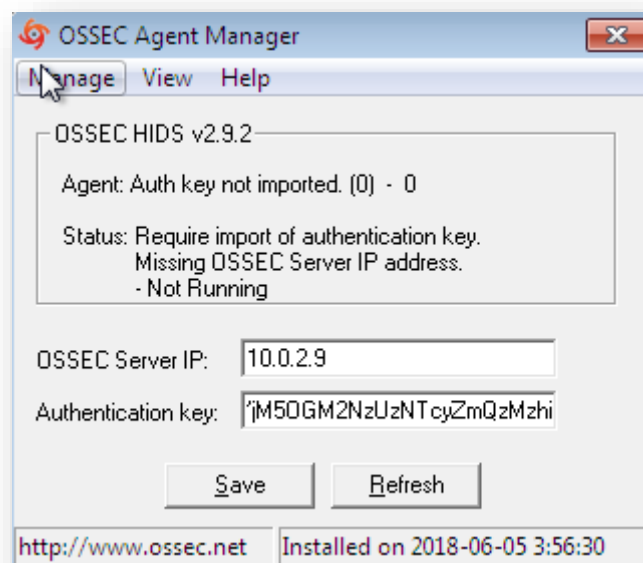 OSSEC Agent Manager
Manage View Help
OSSEC HIDS v2.9.2
Agent: Auth key not imported. (0) - 0
Status: Require import of authentication key.
Missing OSSEC Server IP address.
- Not Running
OSSEC Server IP: 10.0.2.9
Authentication key: jM5OGM2NzUzNTcyZmQzMzhi
Save Refresh
http://www.ossec.net Installed on 2018-06-05 3:56:30